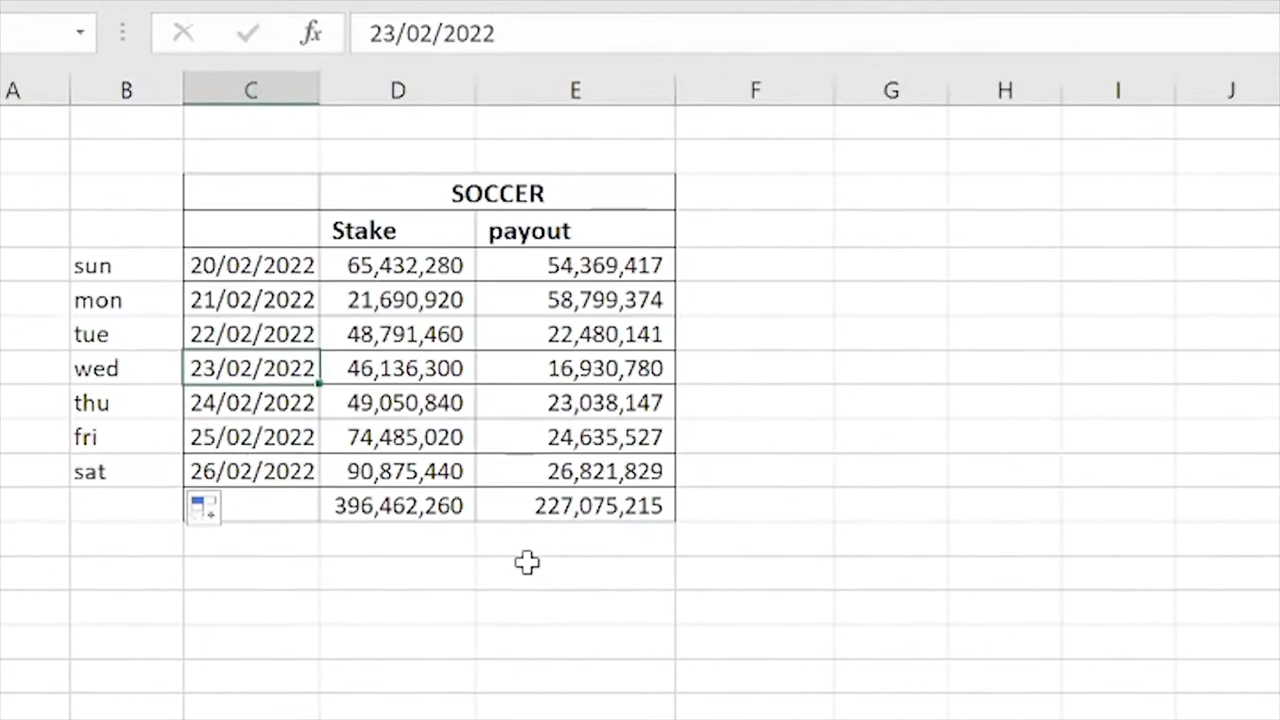 fx 23/02/2022
A B C D E F G H I J
SOCCER
Stake payout
sun 20/02/2022 65,432,280 54,369,417
mon 21/02/2022 21,690,920 58,799,374
tue 22/02/2022 48,791,460 22,480,141
wed 23/02/2022 46,136,300 16,930,780
thu 24/02/2022 49,050,840 23,038,147
fri 25/02/2022 74,485,020 24,635,527
sat 26/02/2022 90,875,440 26,821,829
396,462,260 227,075,215